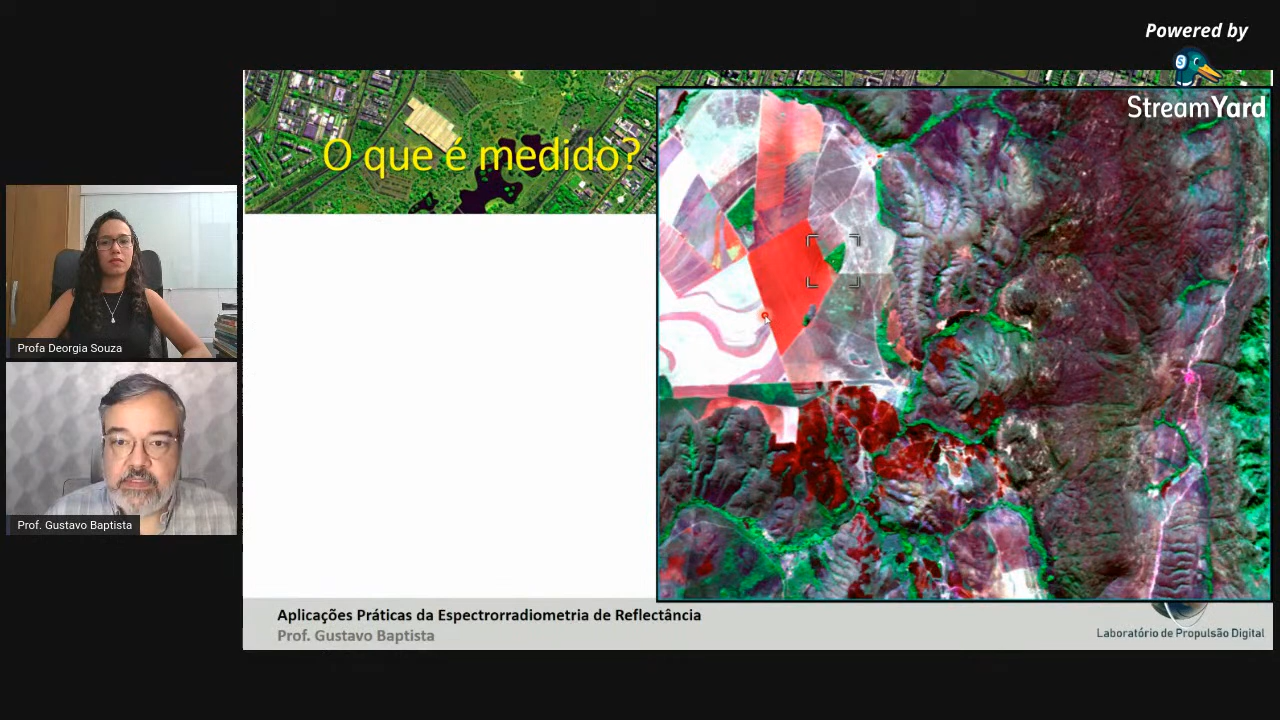 Powered by
StreamYard
O que é medido?
Profa Deorgia Souza
Prof. Gustavo Baptista
Aplicações Práticas da Espectrorradiometria de Reflectância
Prof. Gustavo Baptista
Laboratório de Propulsão Digital